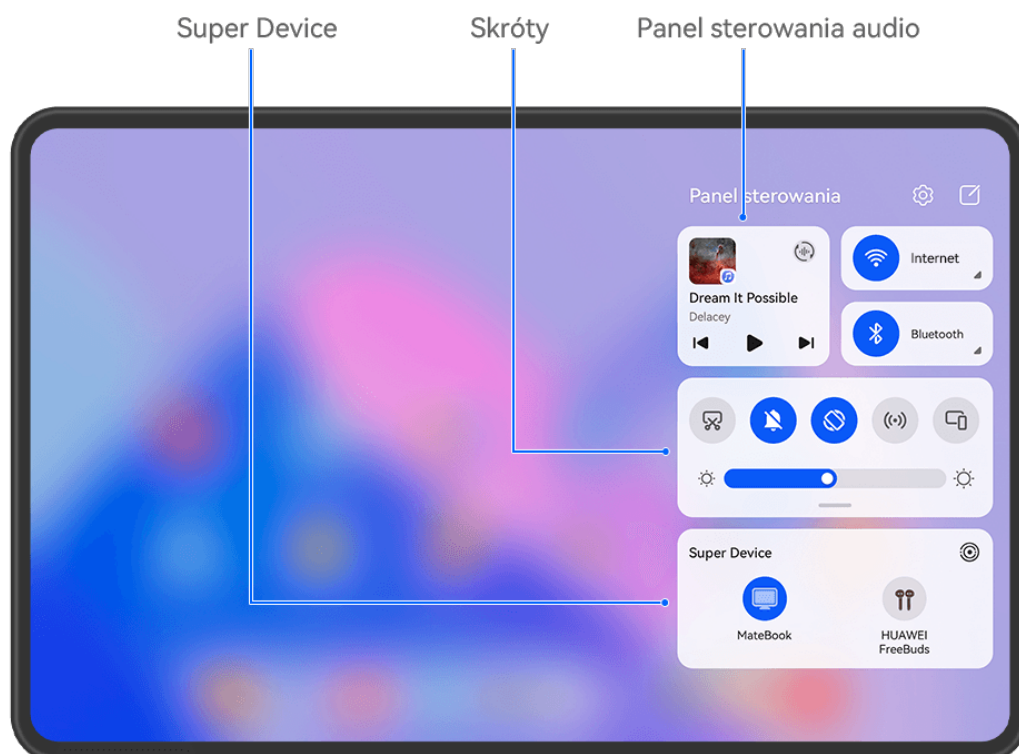 Super Device
Skróty
Panel sterowania audio
Panel sterowania
Dream It Possible
Delacey
Internet
Bluetooth
Super Device
MateBook
HUAWEI
FreeBuds